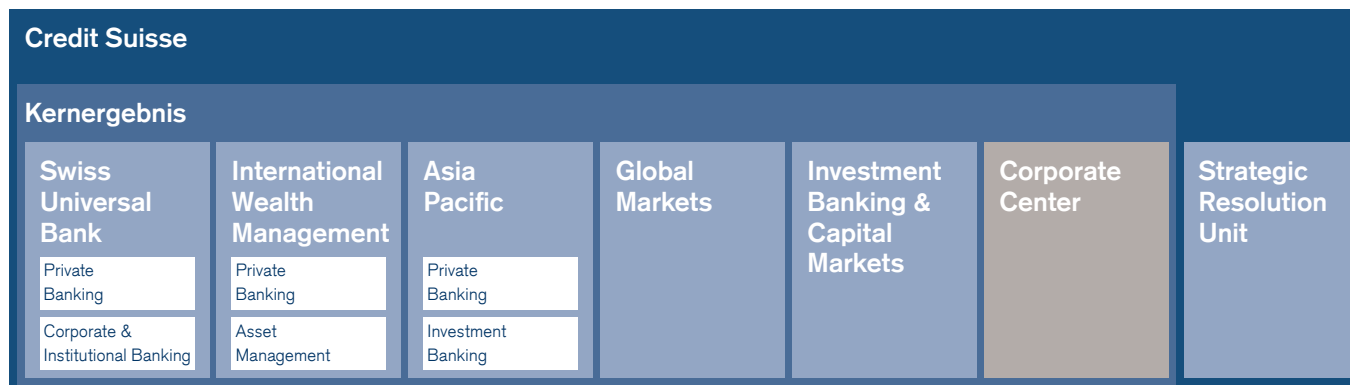 Credit Suisse
Kernergebnis
Swiss
Universal
Bank
Private
Banking
Corporate &
Institutional Banking
International
Wealth
Management
Private
Banking
Asset
Management
Asia
Pacific
Private
Banking
Investment
Banking
Global
Markets
Investment
Banking &
Capital
Markets
Corporate
Center
Strategic
Resolution
Unit